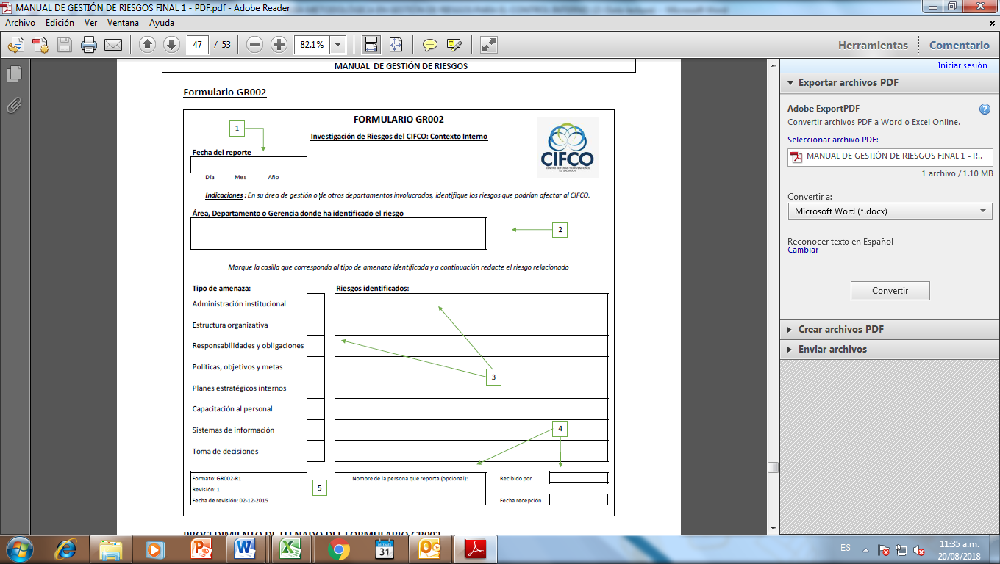 MANUAL DE GESTIÓN DE RIESGOS FINAL 1 - PDF.pdf - Adobe Reader
Archivo Edición Ver Ventana Ayuda
47 / 53 82.1% Herramientas Comentario
MANUAL DE GESTIÓN DE RIESGOS
Formulario GR002
FORMULARIO GR002
Investigación de Riesgos del CIFCO: Contexto Interno
1
CIFCO
CENTRO DE FERIAS Y CONVENCIONES
EL SALVADOR
Fecha del reporte
Día Mes Año
Indicaciones : En su área de gestión o de otros departamentos involucrados, identifique los riesgos que podrían afectar al CIFCO.
Área, Departamento o Gerencia donde ha identificado el riesgo
2
Marque la casilla que corresponda al tipo de amenaza identificada y a continuación redacte el riesgo relacionado
Tipo de amenaza: Riesgos identificados:
Administración institucional
Estructura organizativa
Responsabilidades y obligaciones
Políticas, objetivos y metas
3
Planes estratégicos internos
Capacitación al personal
Sistemas de información
4
Toma de decisiones
Formato: GR002-R1
Revisión: 1
Fecha de revisión: 02-12-2015
5
Nombre de la persona que reporta (opcional):
Recibido por
Fecha recepción
PROCEDIMIENTO DE LLENADO DEL FORMULARIO GR002
Iniciar sesión
Exportar archivos PDF
Adobe ExportPDF
Convertir archivos PDF a Word o Excel Online.
Seleccionar archivo PDF:
MANUAL DE GESTIÓN DE RIESGOS FINAL 1 - P...
1 archivo / 1.10 MB
Convertir a:
Microsoft Word (*.docx)
Reconocer texto en Español
Cambiar
Convertir
Crear archivos PDF
Enviar archivos
31
ES
11:35 a.m.
20/08/2018